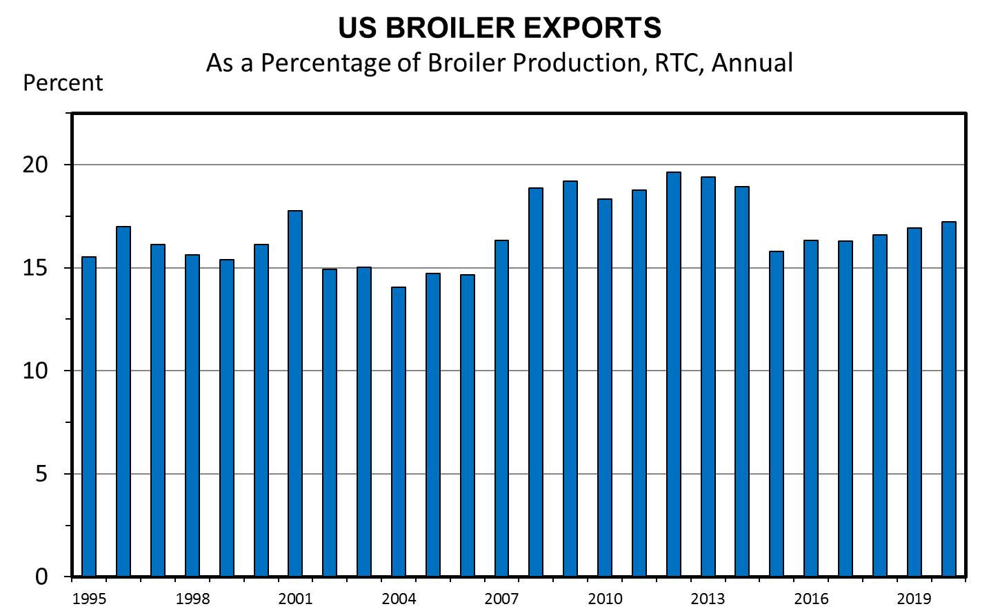 US BROILER EXPORTS
As a Percentage of Broiler Production, RTC, Annual
Percent
20
15
10
5
0
1995 1998 2001 2004 2007 2010 2013 2016 2019